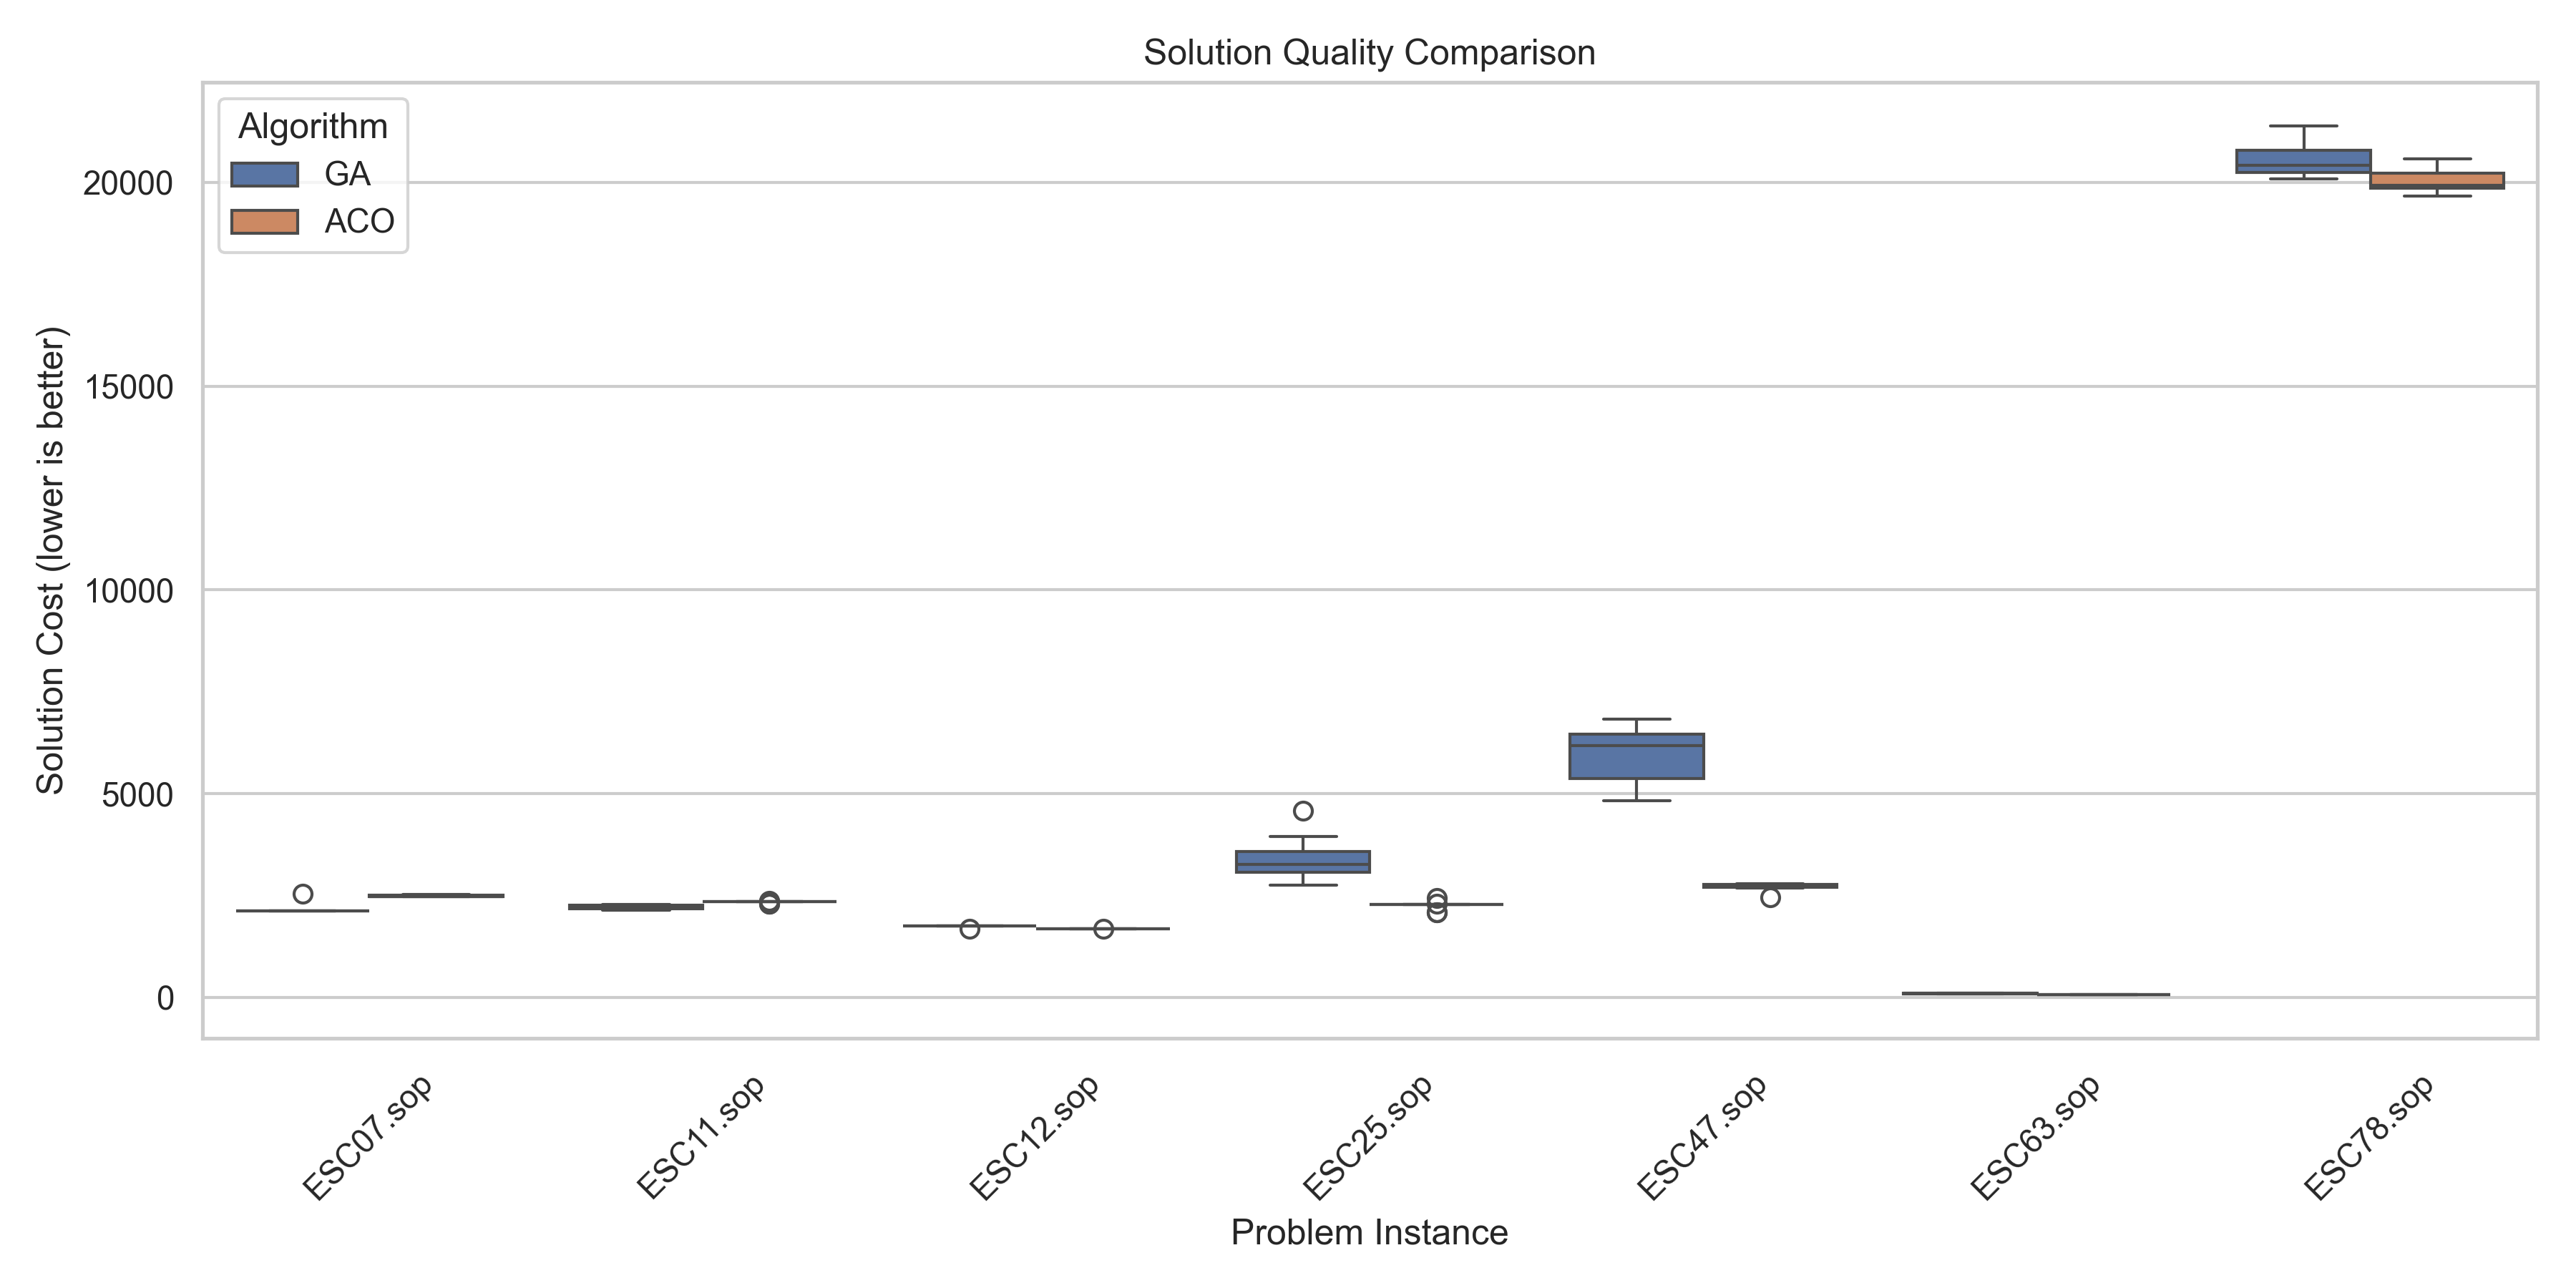 Solution Quality Comparison
Algorithm
GA
ACO
Solution Cost (lower is better)
20000
15000
10000
5000
0
ESC07.sop
ESC11.sop
ESC12.sop
ESC25.sop
ESC47.sop
ESC63.sop
ESC78.sop
Problem Instance